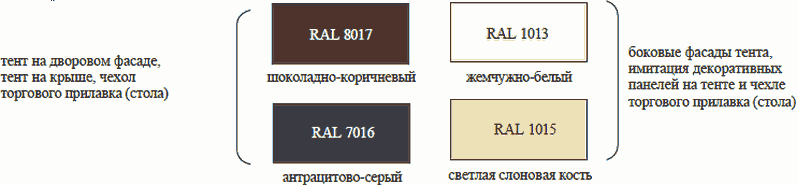 тент на дворовом фасаде,
тент на крыше, чехол
торгового прилавка (стола)
RAL 8017
шоколадно-коричневый
RAL 7016
антрацитово-серый
RAL 1013
жемчужно-белый
RAL 1015
светлая слоновая кость
боковые фасады тента,
имитация декоративных
панелей на тенте и чехле
торгового прилавка (стола)